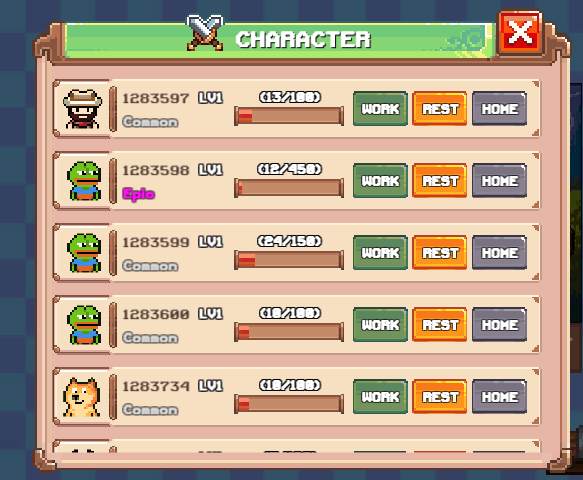 CHARACTER
1283597 LV1 (13/100) WORK REST HOME
Common
1283598 LV1 (12/450) WORK REST HOME
Epic
1283599 LV1 (24/150) WORK REST HOME
Common
1283600 LV1 (10/100) WORK REST HOME
Common
1283734 LV1 (10/100) WORK REST HOME
Common